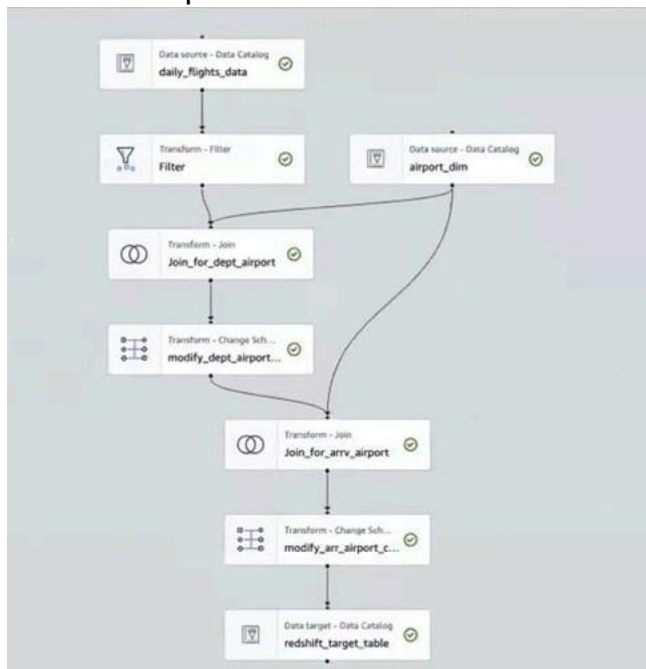 Data source - Data Catalog
daily_flights_data
Transform - Filter
Filter
Data source - Data Catalog
airport_dim
Transform - Join
Join_for_dept_airport
Transform - Change Sch...
modify_dept_airport...
Transform - Join
Join_for_arrv_airport
Transform - Change Sch...
modify_arr_airport_c...
Data target - Data Catalog
redshift_target_table